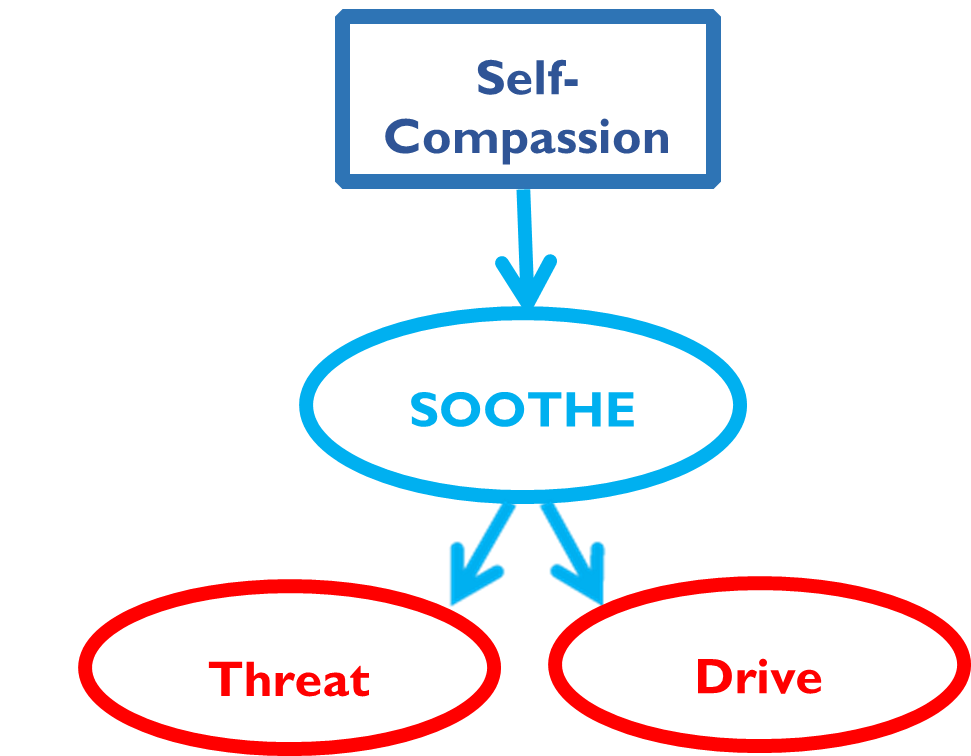 Self-
Compassion
SOOTHE
Threat
Drive